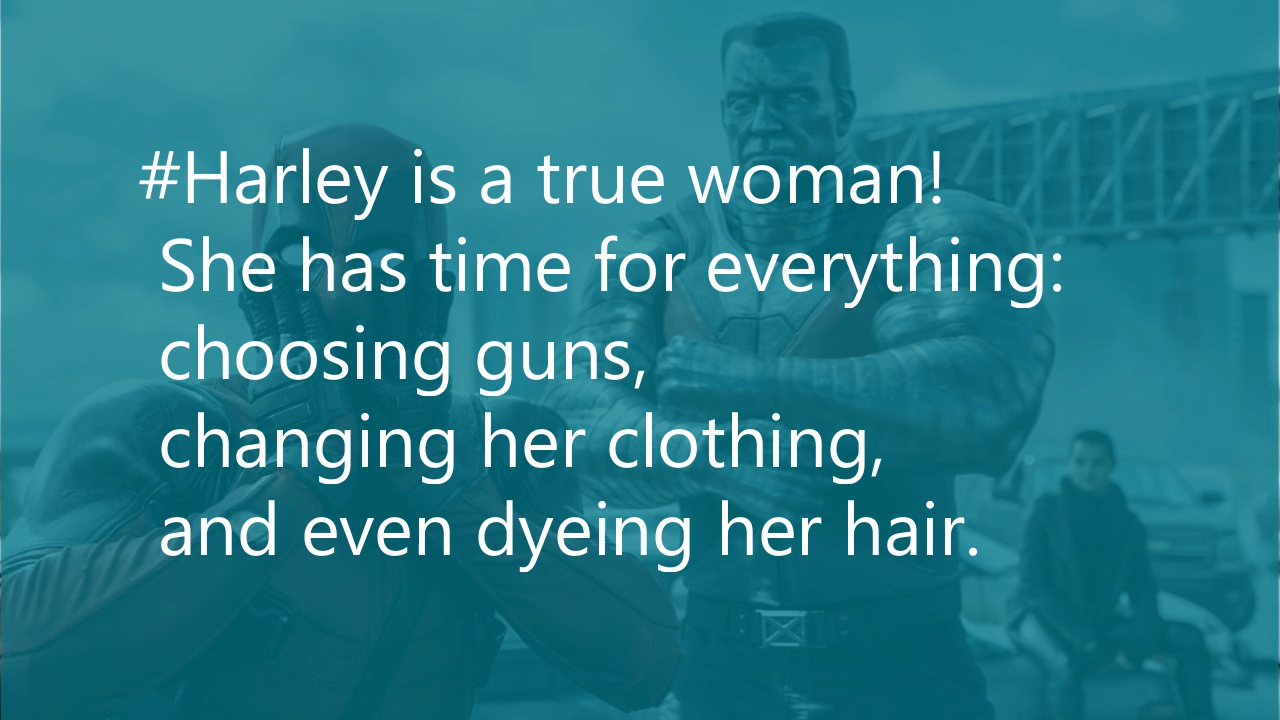 #Harley is a true woman!
She has time for everything:
choosing guns,
changing her clothing,
and even dyeing her hair.